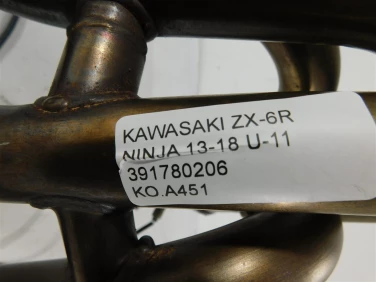 KAWASAKI ZX-6R
NINJA 13-18 U-11
391780206
KO.A451